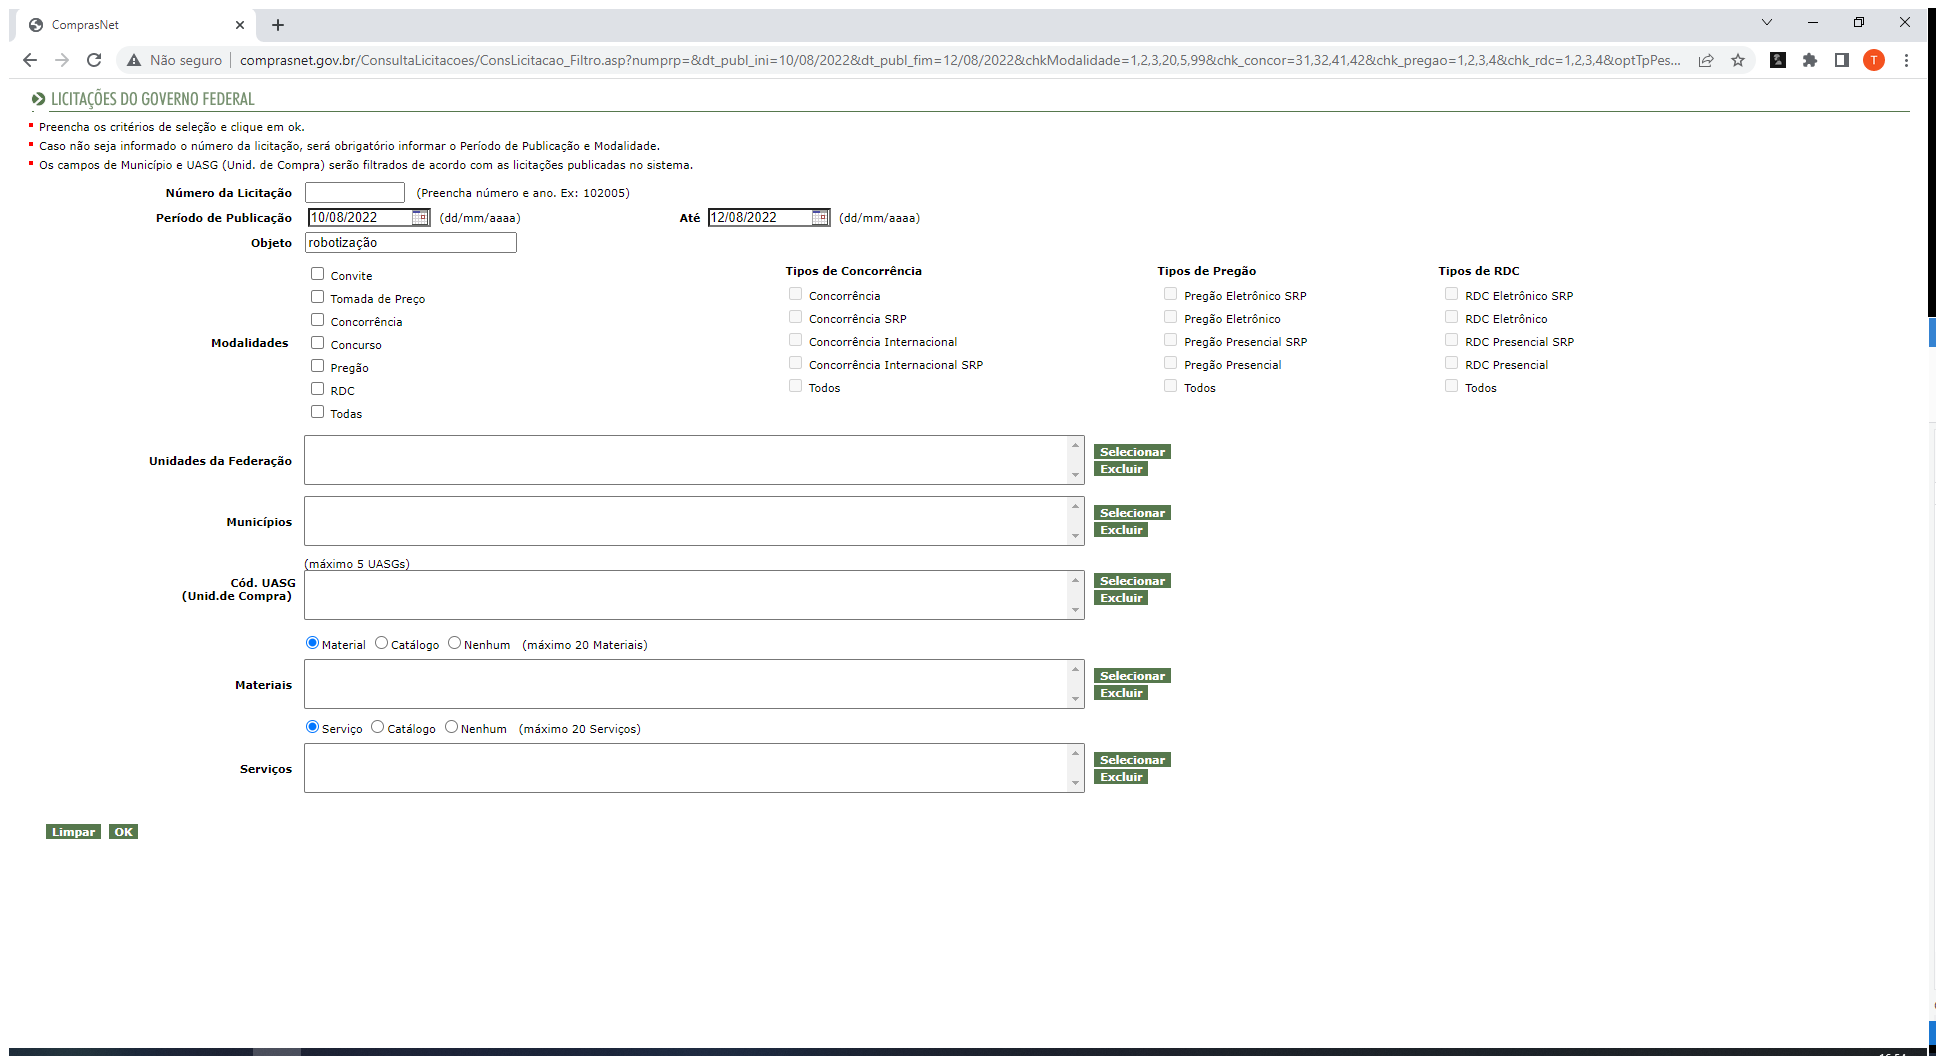 ComprasNet
Não seguro
comprasnet.gov.br/ConsultaLicitacoes/ConsLicitacao_Filtro.asp?numprp=&dt_publ_ini=10/08/2022&dt_publ_fim=12/08/2022&chkModalidade=1,2,3,20,5,99&chk_concor=31,32,41,42&chk_pregao=1,2,3,4&chk_rdc=1,2,3,4&optTpPes...
T
LICITAÇÕES DO GOVERNO FEDERAL
Preencha os critérios de seleção e clique em ok.
Caso não seja informado o número da licitação, será obrigatório informar o Período de Publicação e Modalidade.
Os campos de Município e UASG (Unid. de Compra) serão filtrados de acordo com as licitações publicadas no sistema.
Número da Licitação (Preencha número e ano. Ex: 102005)
Período de Publicação 10/08/2022 (dd/mm/aaaa) Até 12/08/2022 (dd/mm/aaaa)
Objeto robotização
Modalidades
Convite
Tomada de Preço
Concorrência
Concurso
Pregão
RDC
Todas
Tipos de Concorrência
Concorrência
Concorrência SRP
Concorrência Internacional
Concorrência Internacional SRP
Todos
Tipos de Pregão
Pregão Eletrônico SRP
Pregão Eletrônico
Pregão Presencial SRP
Pregão Presencial
Todos
Tipos de RDC
RDC Eletrônico SRP
RDC Eletrônico
RDC Presencial SRP
RDC Presencial
Todos
Unidades da Federação
Selecionar
Excluir
Municípios
Selecionar
Excluir
(máximo 5 UASGs)
Cód. UASG
(Unid.de Compra)
Selecionar
Excluir
Material Catálogo Nenhum (máximo 20 Materiais)
Materiais
Selecionar
Excluir
Serviço Catálogo Nenhum (máximo 20 Serviços)
Serviços
Selecionar
Excluir
Limpar OK